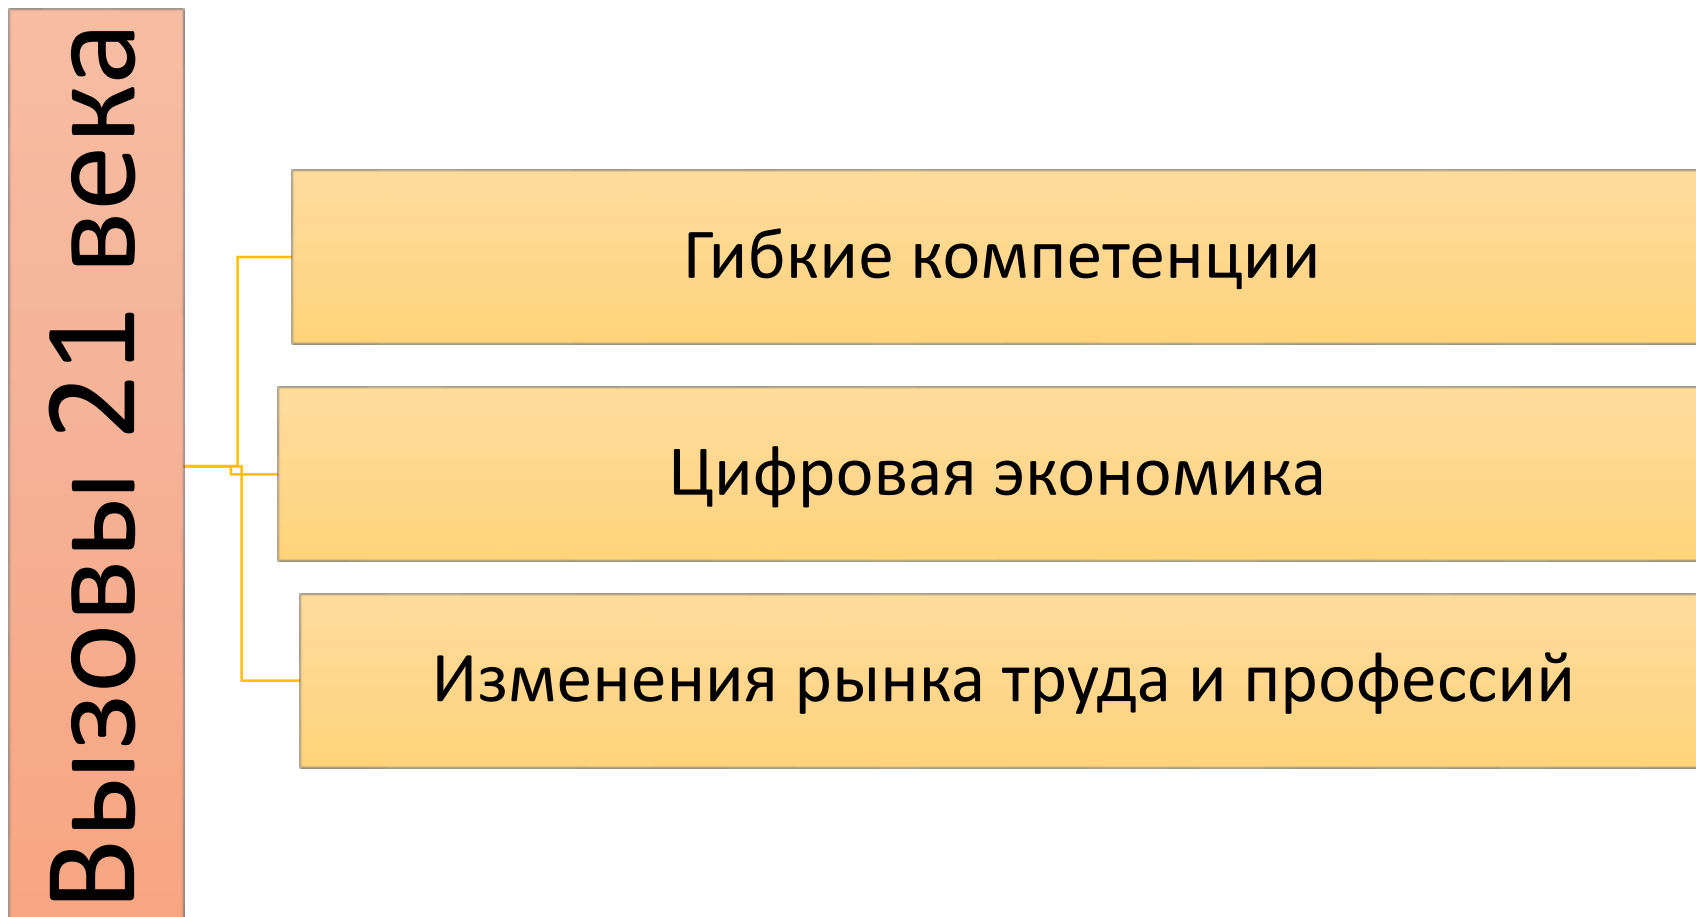 Вызовы 21 века
Гибкие компетенции
Цифровая экономика
Изменения рынка труда и профессий